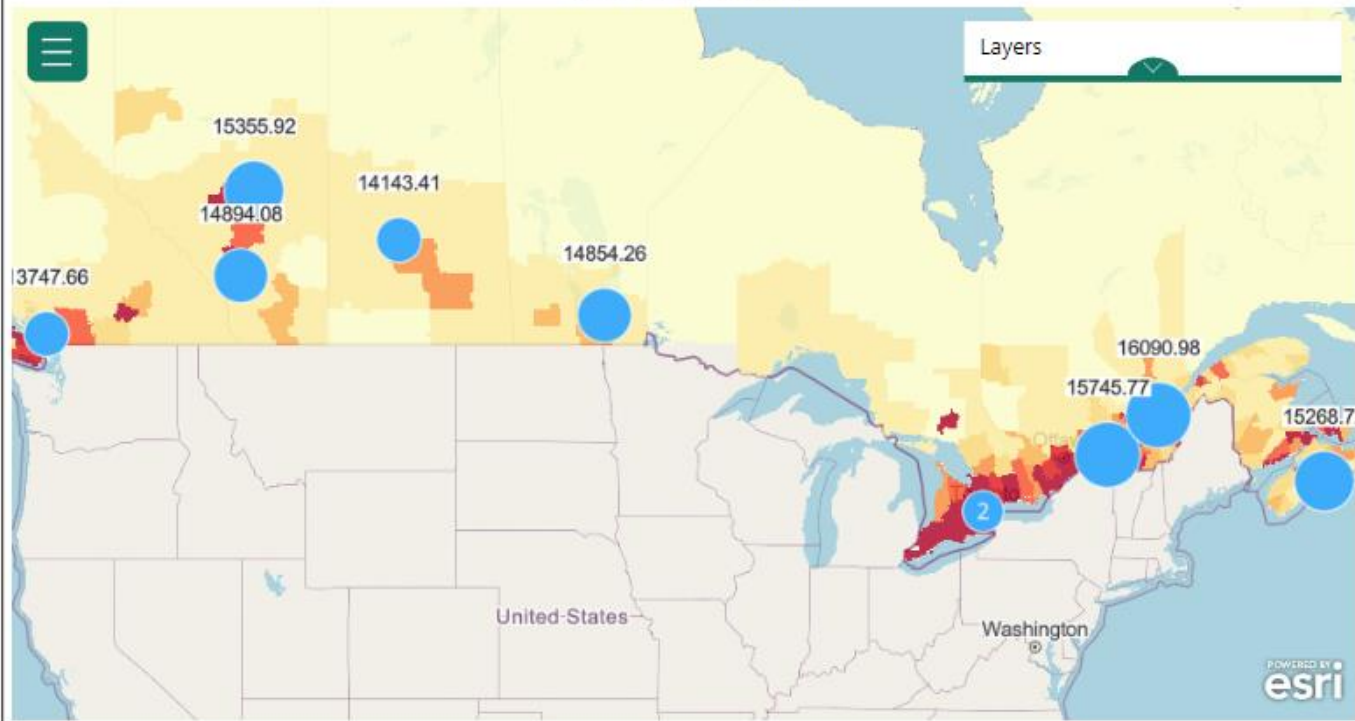 Layers
15355.92
14143.41
14894.08
14854.26
13747.66
16090.98
15745.77
15268.7
2
United States
Washington
POWERED BY
esri